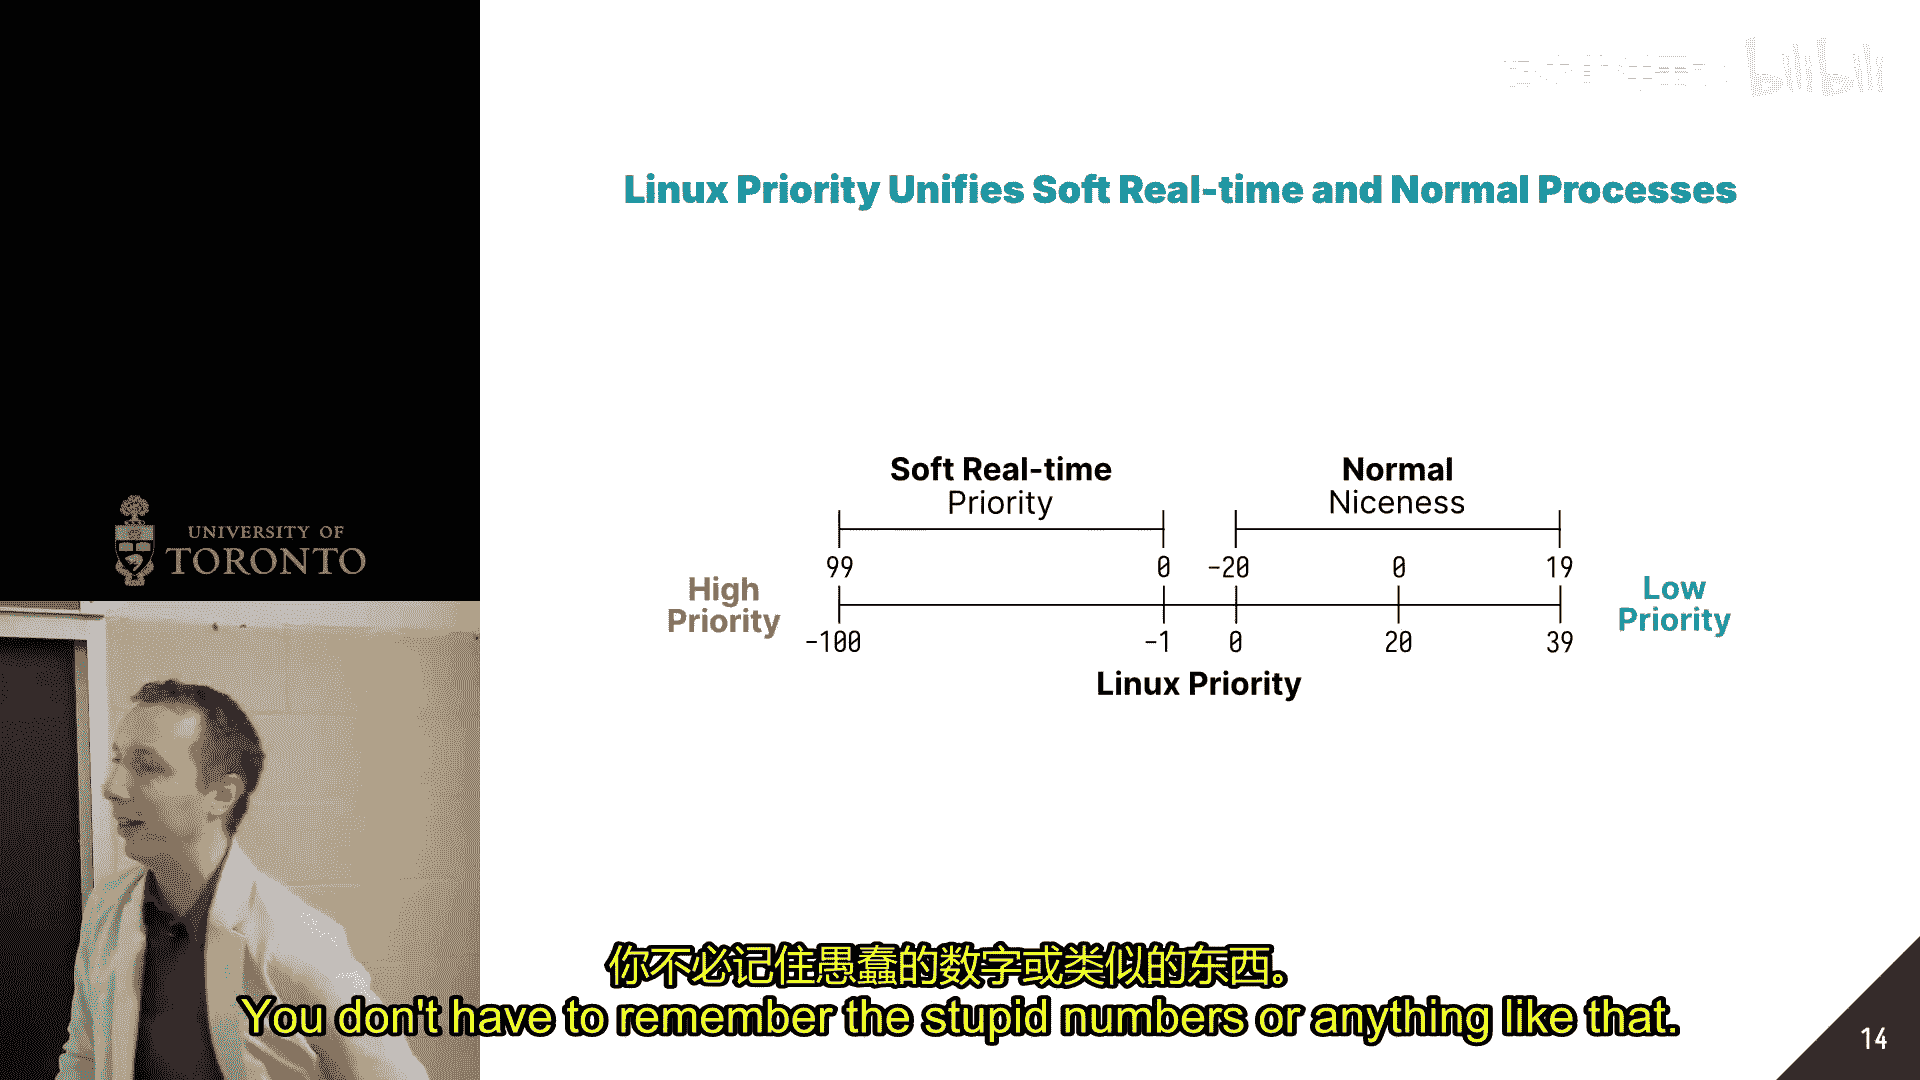 bilibili
Linux Priority Unifies Soft Real-time and Normal Processes
Soft Real-time
Priority
Normal
Niceness
99
0
-20
0
19
High
Priority
Low
Priority
-100
-1
0
20
39
Linux Priority
UNIVERSITY OF
TORONTO
你不必记住愚蠢的数字或类似的东西。
You don't have to remember the stupid numbers or anything like that.
14